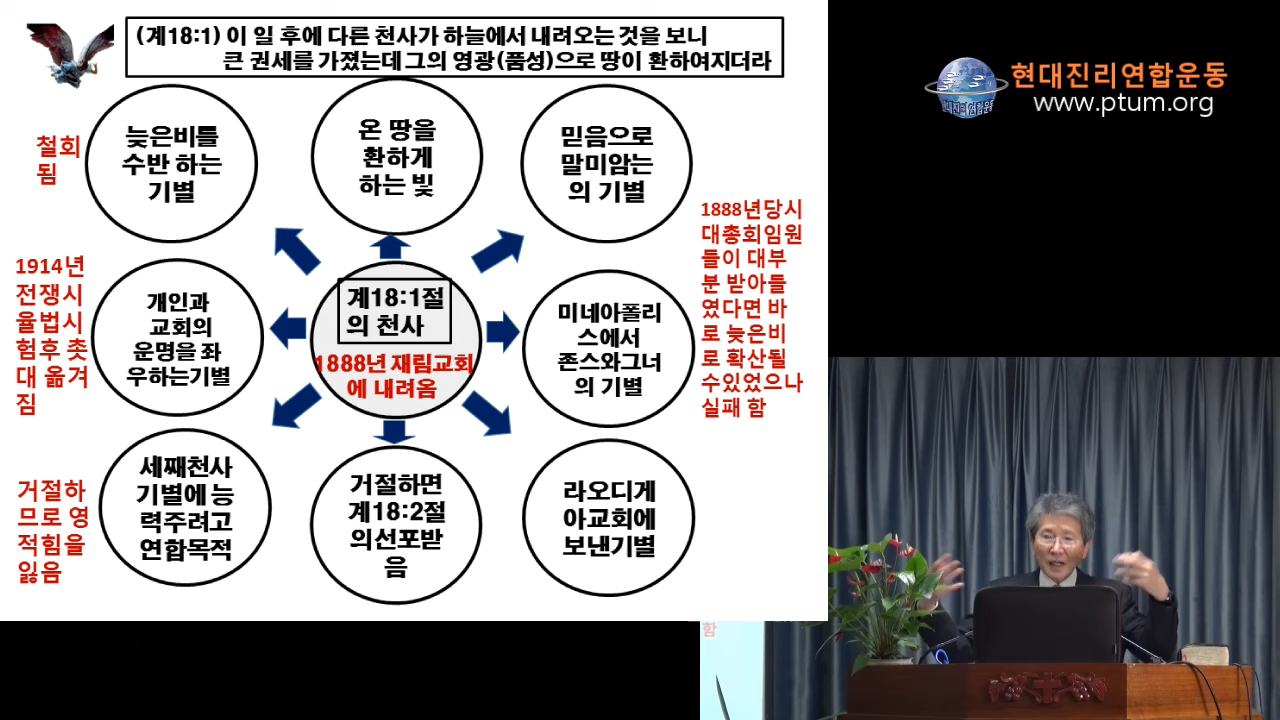 (계18:1) 이 일 후에 다른 천사가 하늘에서 내려오는 것을 보니
큰 권세를 가졌는데 그의 영광(품성)으로 땅이 환하여지더라
현대진리연합운동
www.ptum.org
철회
됨
늦은비를
수반 하는
기별
온 땅을
환하게
하는 빛
믿음으로
말미암는
의 기별
1914년
전쟁시
율법시
험후 촛
대 옮겨
짐
개인과
교회의
운명을 좌
우하는기별
계18:1절
의 천사
1888년 재림교회
에 내려옴
미네아폴리
스에서
존스와그너
의 기별
1888년당시
대총회임원
들이 대부
분 받아들
였다면 바
로 늦은비
로 확산될
수있었으나
실패 함
거절하
므로 영
적힘을
잃음
세째천사
기별에 능
력주려고
연합목적
거절하면
계18:2절
의선포받
음
라오디게
아교회에
보낸기별
함